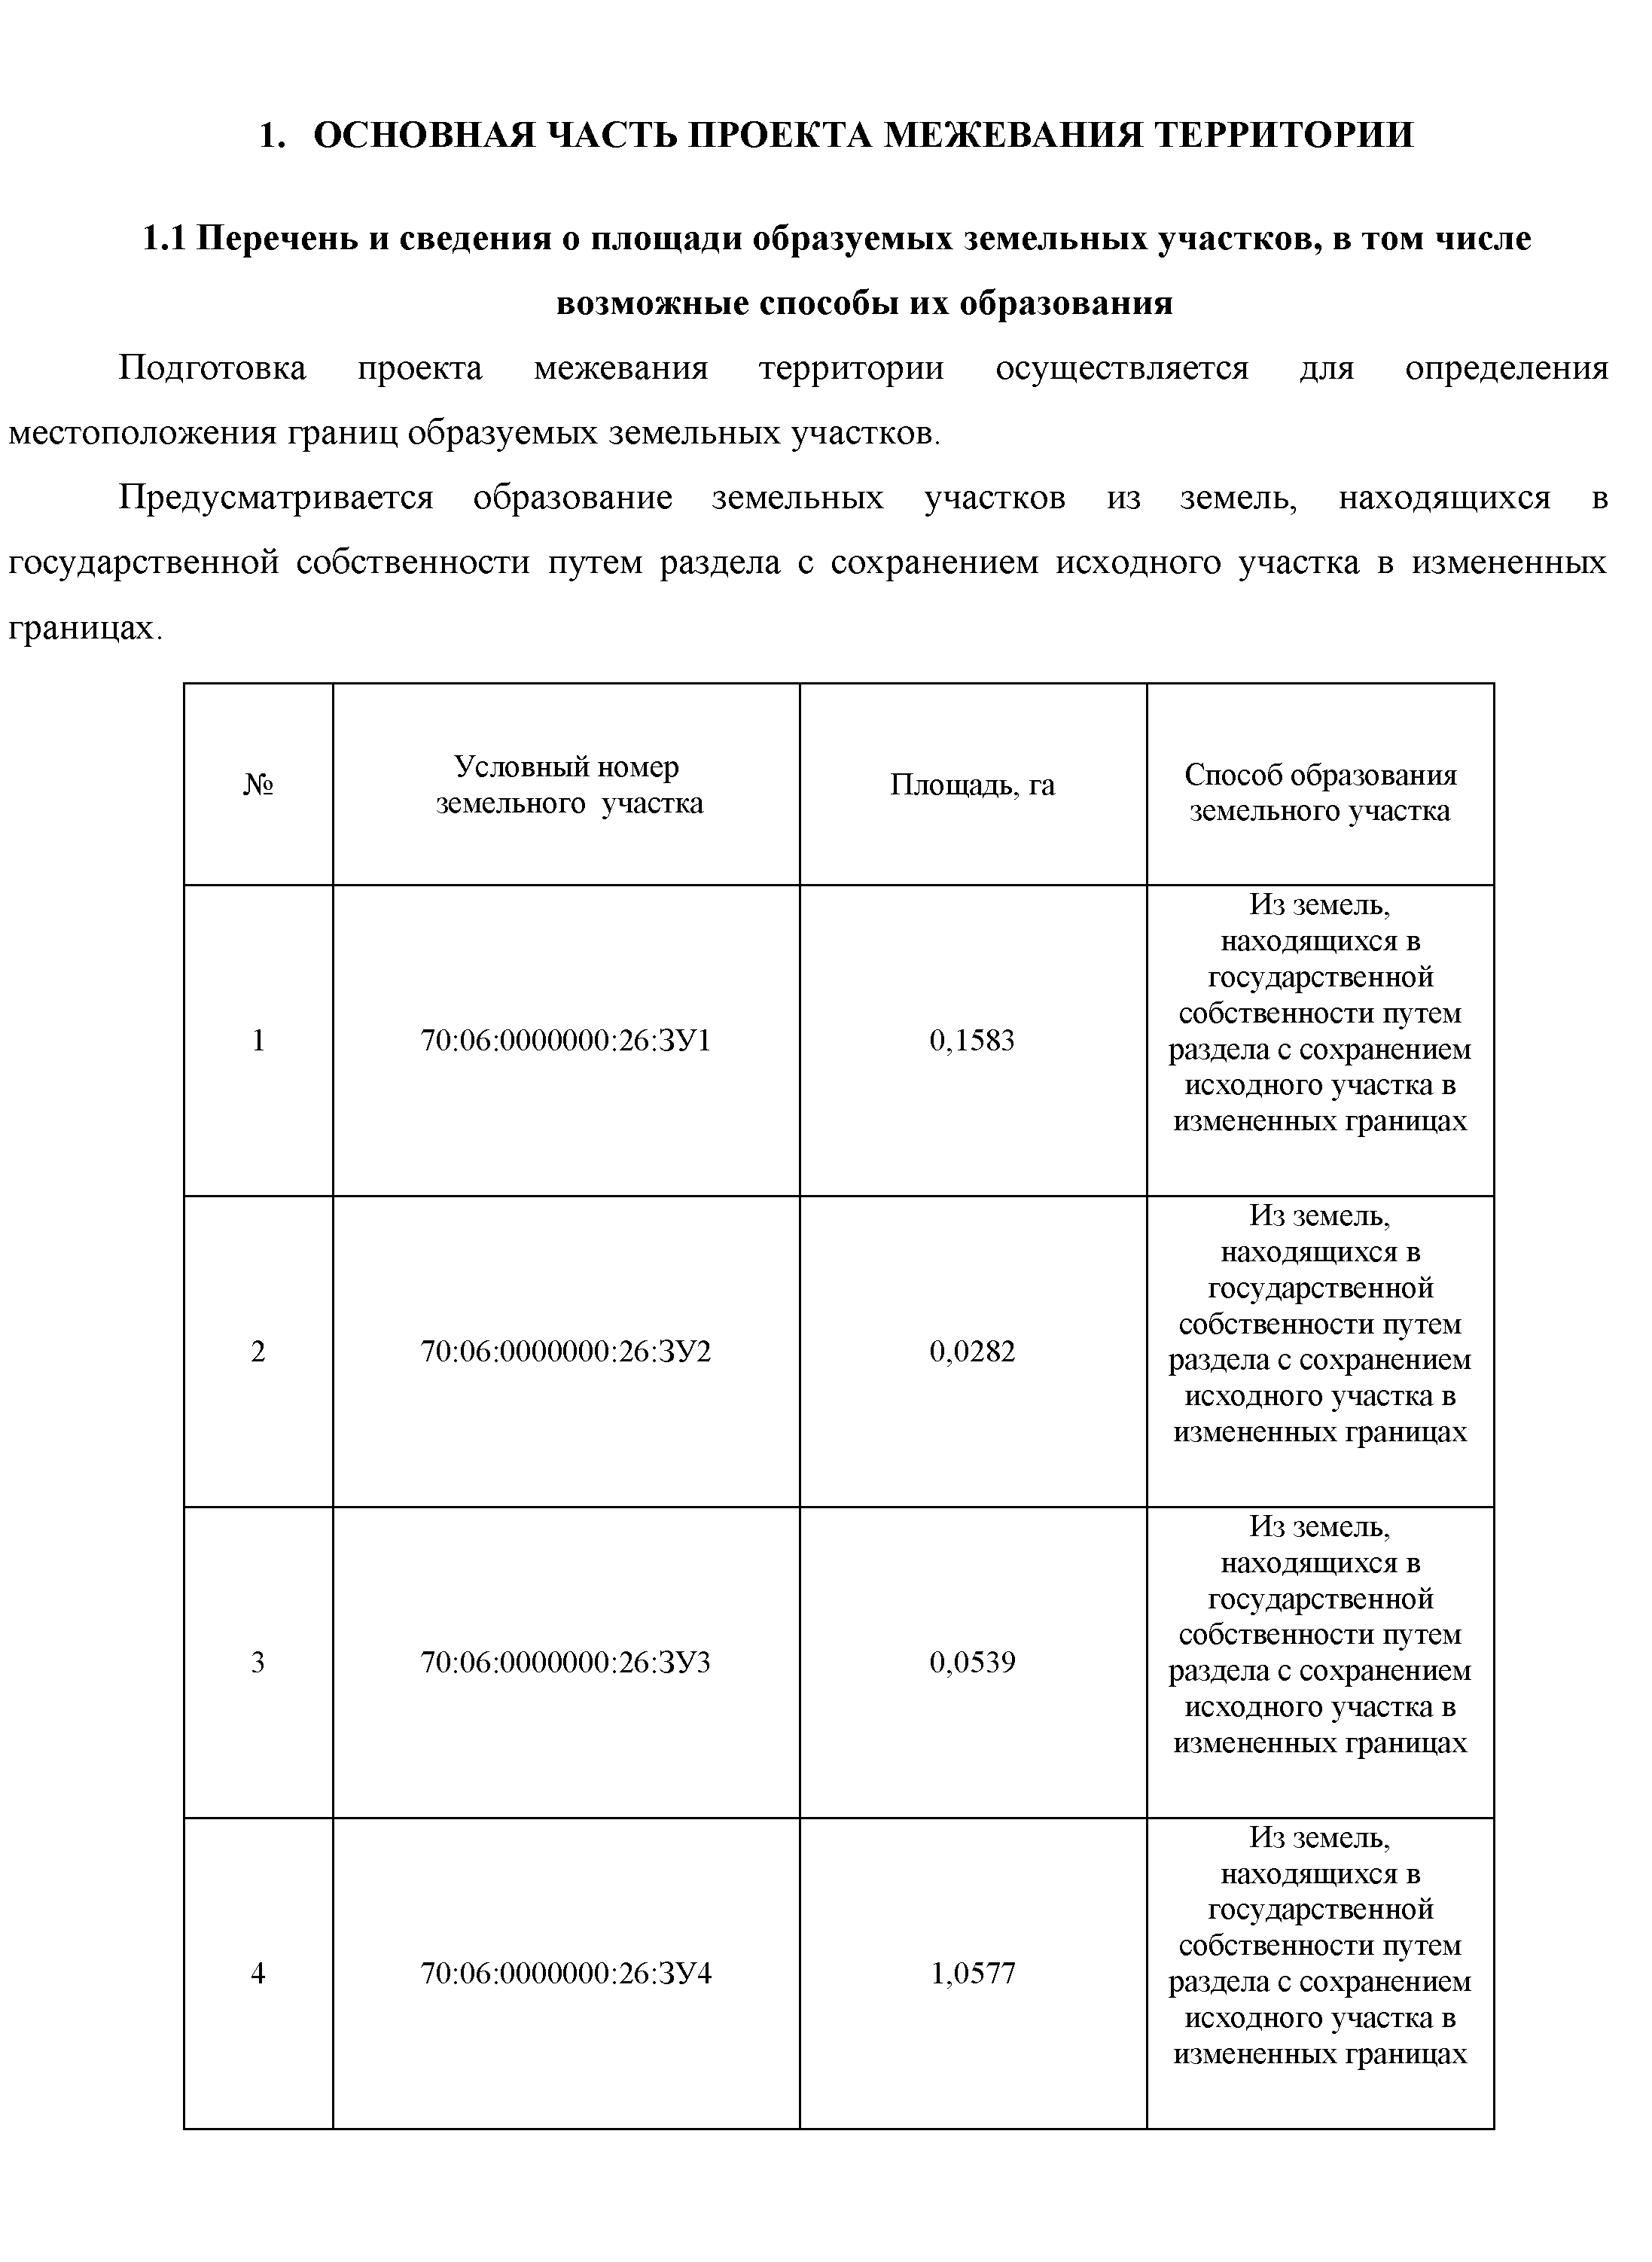 1. ОСНОВНАЯ ЧАСТЬ ПРОЕКТА МЕЖЕВАНИЯ ТЕРРИТОРИИ
1.1 Перечень и сведения о площади образуемых земельных участков, в том числе
возможные способы их образования
Подготовка проекта межевания территории осуществляется для определения
местоположения границ образуемых земельных участков.
Предусматривается образование земельных участков из земель, находящихся в
государственной собственности путем раздела с сохранением исходного участка в измененных
границах.
№
Условный номер
земельного участка
Площадь, га
Способ образования
земельного участка
1
70:06:0000000:26:ЗУ1
0,1583
Из земель,
находящихся в
государственной
собственности путем
раздела с сохранением
исходного участка в
измененных границах
2
70:06:0000000:26:ЗУ2
0,0282
Из земель,
находящихся в
государственной
собственности путем
раздела с сохранением
исходного участка в
измененных границах
3
70:06:0000000:26:ЗУ3
0,0539
Из земель,
находящихся в
государственной
собственности путем
раздела с сохранением
исходного участка в
измененных границах
4
70:06:0000000:26:ЗУ4
1,0577
Из земель,
находящихся в
государственной
собственности путем
раздела с сохранением
исходного участка в
измененных границах